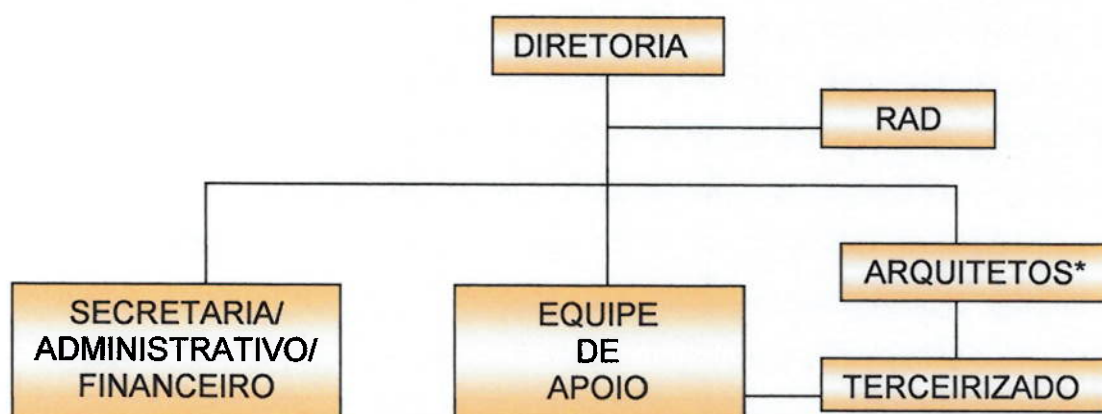 DIRETORIA
RAD
ARQUITETOS*
SECRETARIA/
ADMINISTRATIVO/
FINANCEIRO
EQUIPE
DE
APOIO
TERCEIRIZADO